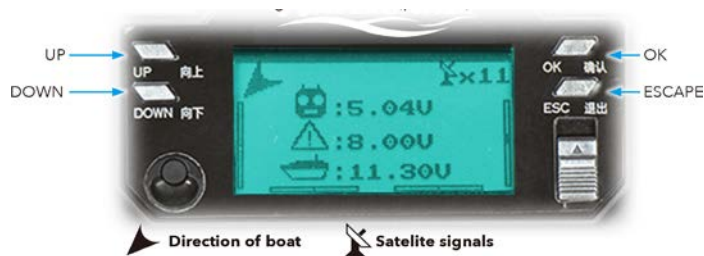 UP
DOWN
UP 向上
DOWN 向下
x11
:5.04V
:8.00V
:11.30V
OK 确认
ESC 退出
OK
ESCAPE
Direction of boat
Satelite signals